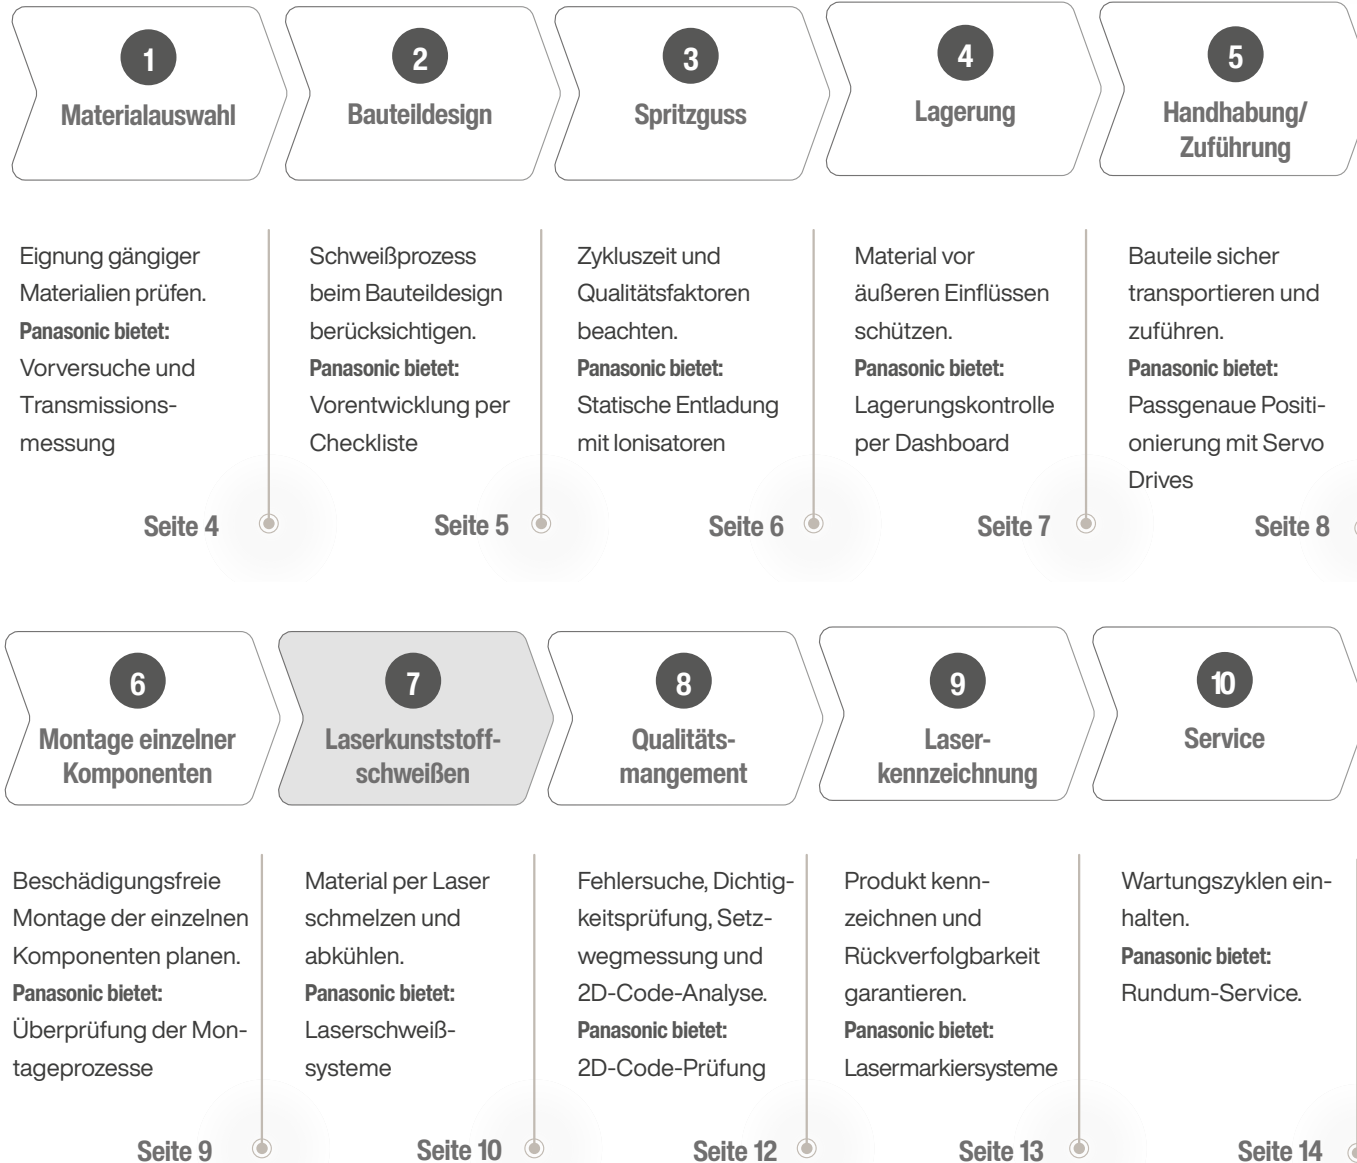 1
Materialauswahl
2
Bauteildesign
3
Spritzguss
4
Lagerung
5
Handhabung/
Zuführung
Eignung gängiger
Materialien prüfen.
Panasonic bietet:
Vorversuche und
Transmissions-
messung
Seite 4
Schweißprozess
beim Bauteildesign
berücksichtigen.
Panasonic bietet:
Vorentwicklung per
Checkliste
Seite 5
Zykluszeit und
Qualitätsfaktoren
beachten.
Panasonic bietet:
Statische Entladung
mit Ionisatoren
Seite 6
Material vor
äußeren Einflüssen
schützen.
Panasonic bietet:
Lagerungskontrolle
per Dashboard
Seite 7
Bauteile sicher
transportieren und
zuführen.
Panasonic bietet:
Passgenaue Positi-
onierung mit Servo
Drives
Seite 8
6
Montage einzelner
Komponenten
7
Laserkunststoff-
schweißen
8
Qualitäts-
mangement
9
Laser-
kennzeichnung
10
Service
Beschädigungsfreie
Montage der einzelnen
Komponenten planen.
Panasonic bietet:
Überprüfung der Mon-
tageprozesse
Seite 9
Material per Laser
schmelzen und
abkühlen.
Panasonic bietet:
Laserschweiß-
systeme
Seite 10
Fehlersuche, Dichtig-
keitsprüfung, Setz-
wegmessung und
2D-Code-Analyse.
Panasonic bietet:
2D-Code-Prüfung
Seite 12
Produkt kenn-
zeichnen und
Rückverfolgbarkeit
garantieren.
Panasonic bietet:
Lasermarkiersysteme
Seite 13
Wartungszyklen ein-
halten.
Panasonic bietet:
Rundum-Service.
Seite 14